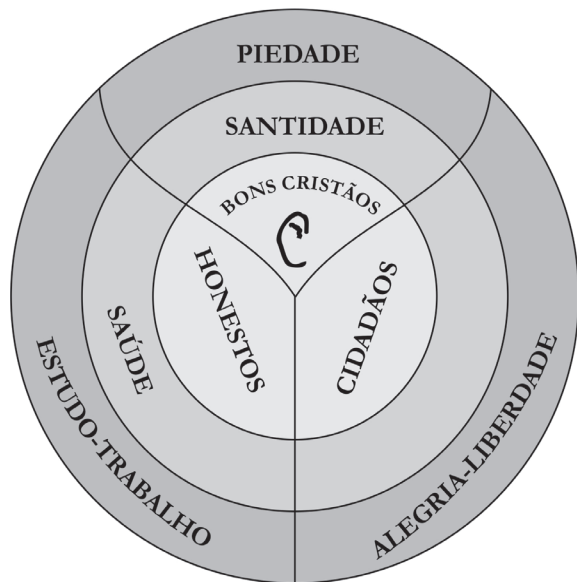 PIEDADE
SANTIDADE
BONS CRISTÃOS
HONESTOS
CIDADÃOS
SAÚDE
ESTUDO-TRABALHO
ALEGRIA-LIBERDADE